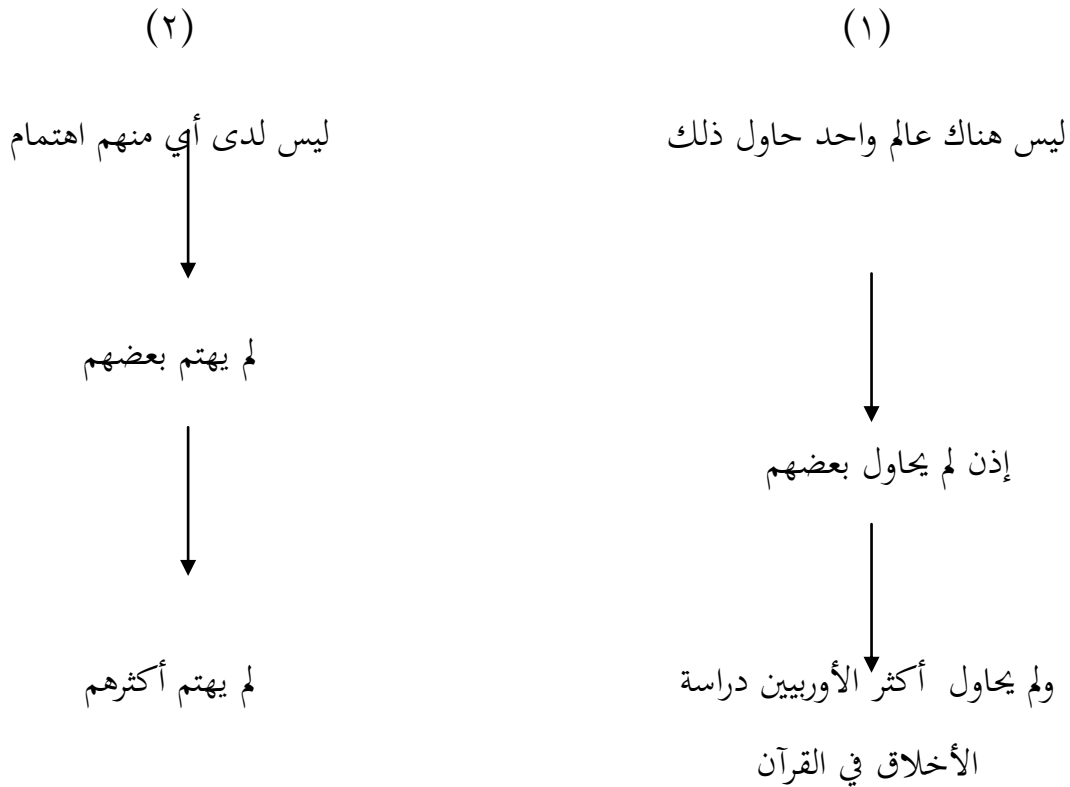 (١)
ليس هناك عالم واحد حاول ذلك
إذن لم يحاول بعضهم
ولم يحاول أكثر الأوربيين دراسة
الأخلاق في القرآن
(٢)
ليس لدى أي منهم اهتمام
لم يهتم بعضهم
لم يهتم أكثرهم